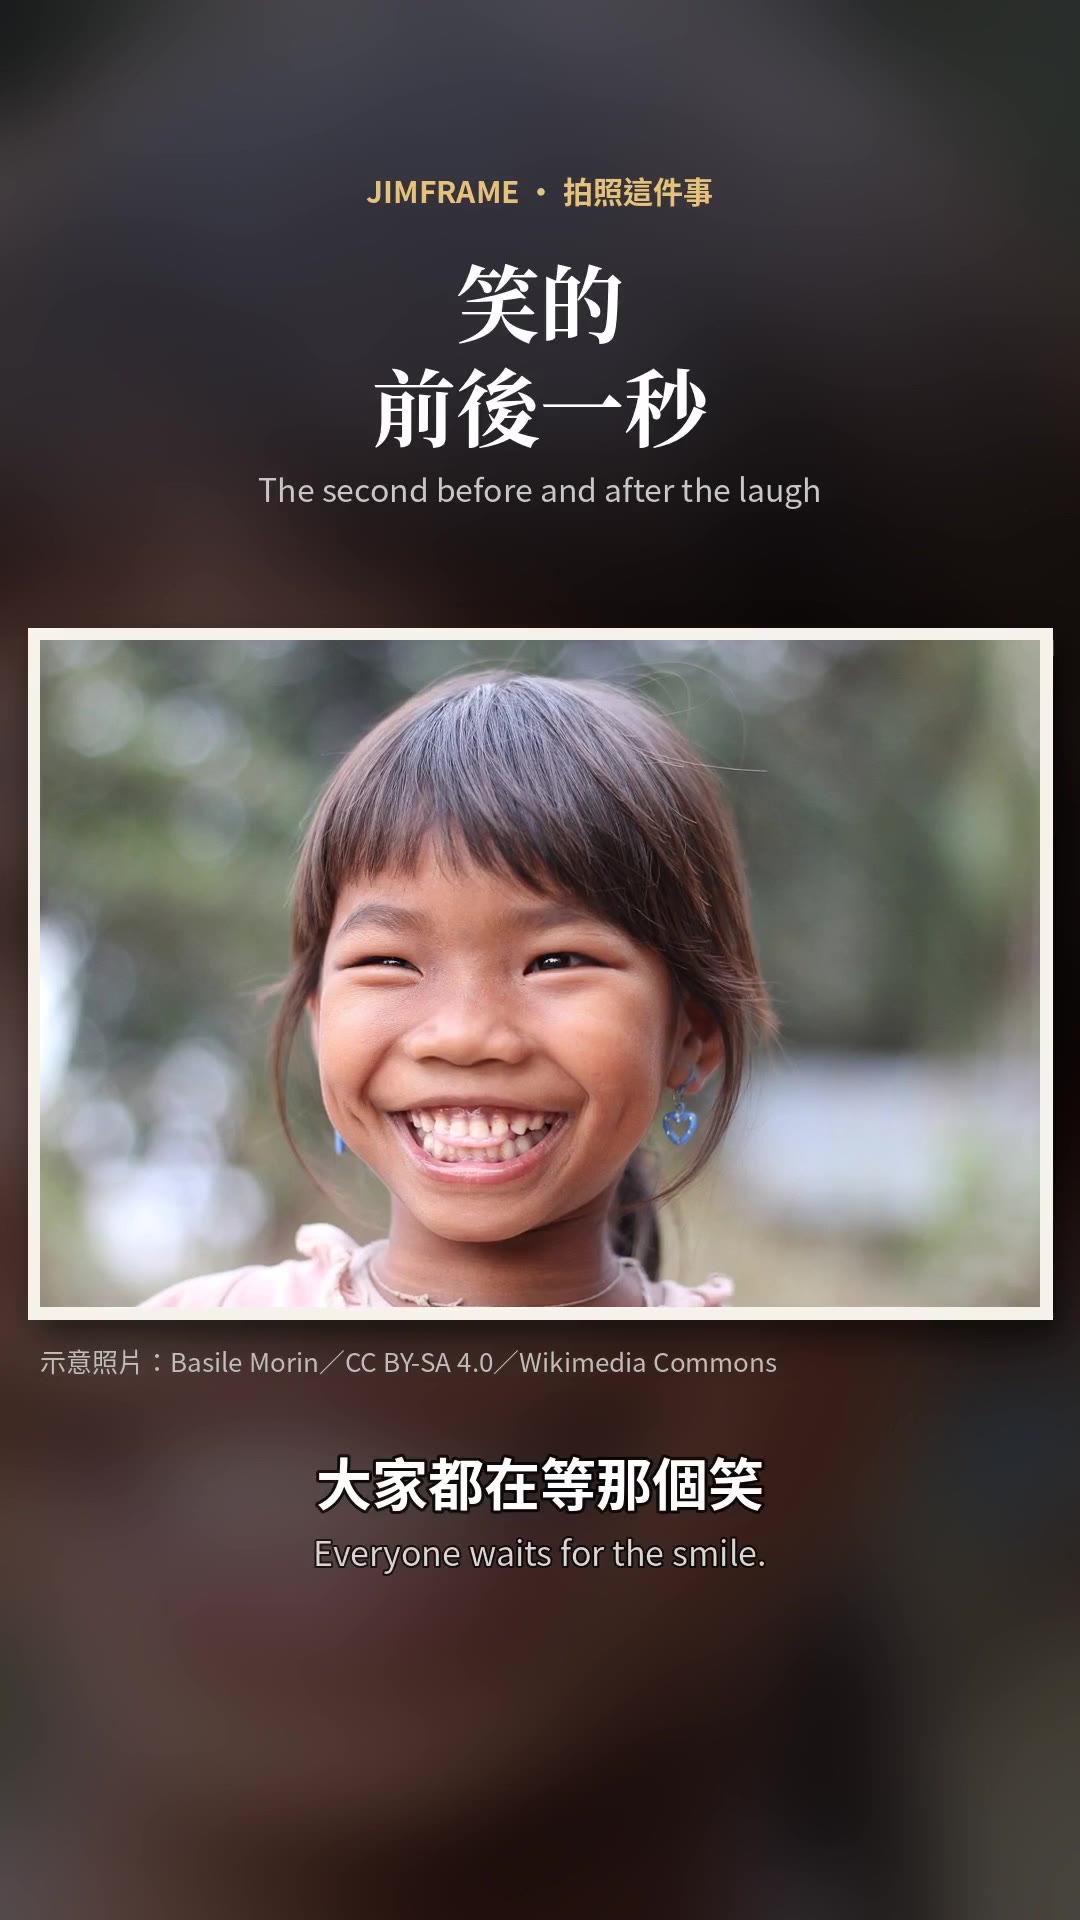 JIMFRAME · 拍照這件事
笑的
前後一秒
The second before and after the laugh
示意照片：Basile Morin／CC BY-SA 4.0／Wikimedia Commons
大家都在等那個笑
Everyone waits for the smile.